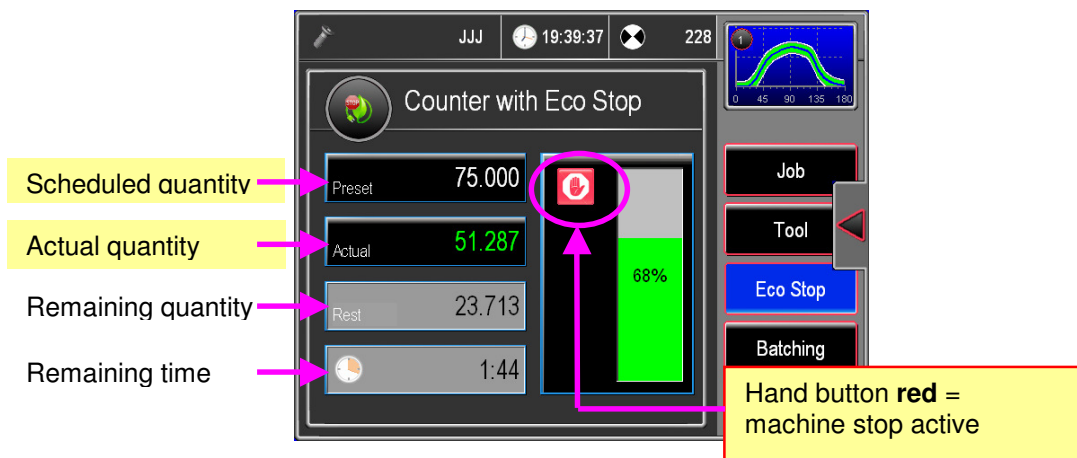 JJJ 19:39:37 228
1
0 45 90 135 180
Counter with Eco Stop
STOP
Scheduled quantity
Preset 75.000
Actual quantity
Actual 51.287
Remaining quantity
Rest 23.713
Remaining time
1:44
68%
Job
Tool
Eco Stop
Batching
Hand button red =
machine stop active